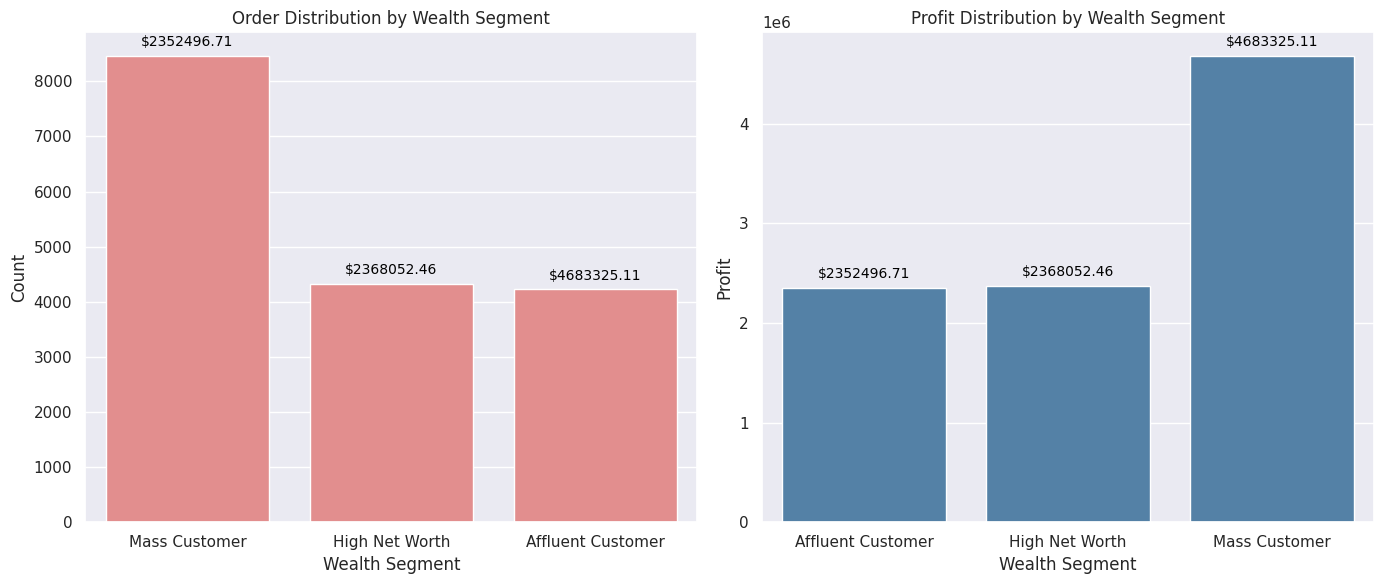 Order Distribution by Wealth Segment
$2352496.71
$2368052.46
$4683325.11
8000
7000
6000
5000
4000
3000
2000
1000
0
Count
Mass Customer
High Net Worth
Affluent Customer
Wealth Segment
Profit Distribution by Wealth Segment
1e6
$4683325.11
$2352496.71
$2368052.46
4
3
2
1
0
Profit
Affluent Customer
High Net Worth
Mass Customer
Wealth Segment